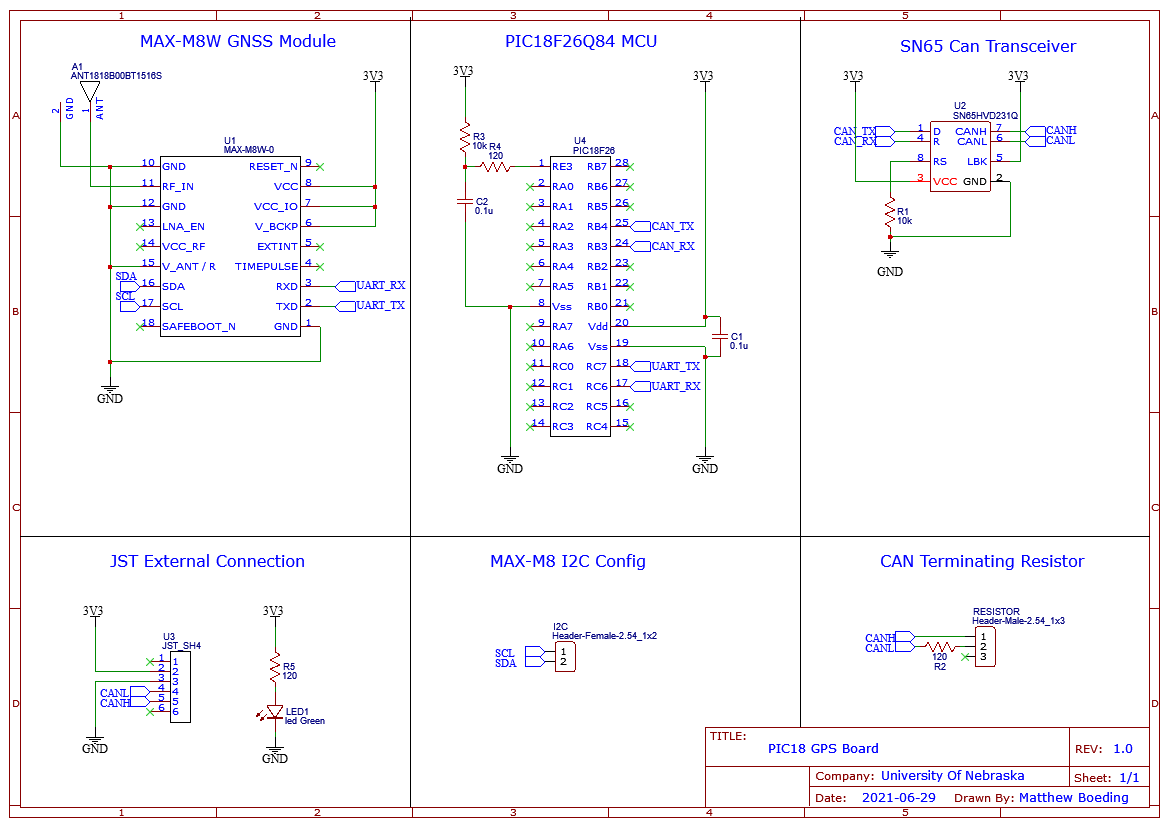 1 2 3 4 5
MAX-M8W GNSS Module
A1
ANT1818B00BT1516S
3V3
2 GND
1 ANT
U1
MAX-M8W-0
10 GND RESET_N 9
11 RF_IN VCC 8
12 GND VCC_IO 7
13 LNA_EN V_BCKP 6
14 VCC_RF EXTINT 5
15 V_ANT / R TIMEPULSE 4
SDA 16 SDA RXD 3 UART_RX
SCL 17 SCL TXD 2 UART_TX
18 SAFEBOOT_N GND 1
GND
PIC18F26Q84 MCU
3V3 3V3
R3
10k
R4
120
C2
0.1u
U4
PIC18F26
1 RE3 RB7 28
2 RA0 RB6 27
3 RA1 RB5 26
4 RA2 RB4 25 CAN_TX
5 RA3 RB3 24 CAN_RX
6 RA4 RB2 23
7 RA5 RB1 22
8 Vss RB0 21
9 RA7 Vdd 20
10 RA6 Vss 19
11 RC0 RC7 18 UART_TX
12 RC1 RC6 17 UART_RX
13 RC2 RC5 16
14 RC3 RC4 15
C1
0.1u
GND GND
SN65 Can Transceiver
3V3 3V3
U2
SN65HVD231Q
CAN_TX 1 D CANH 7 CANH
CAN_RX 4 R CANL 6 CANL
8 RS LBK 5
3 VCC GND 2
R1
10k
GND
A A
B B
C C
D D
JST External Connection
3V3 3V3
U3
JST_SH4
1 1
2 2
3 3
CANL 4 4
CANH 5 5
6 6
GND
R5
120
LED1
led Green
GND
MAX-M8 I2C Config
I2C
Header-Female-2.54_1x2
SCL 1
SDA 2
CAN Terminating Resistor
RESISTOR
Header-Male-2.54_1x3
CANH 1
CANL 2
3
120
R2
TITLE:
PIC18 GPS Board
REV: 1.0
Company: University Of Nebraska
Sheet: 1/1
Date: 2021-06-29 Drawn By: Matthew Boeding
1 2 3 4 5